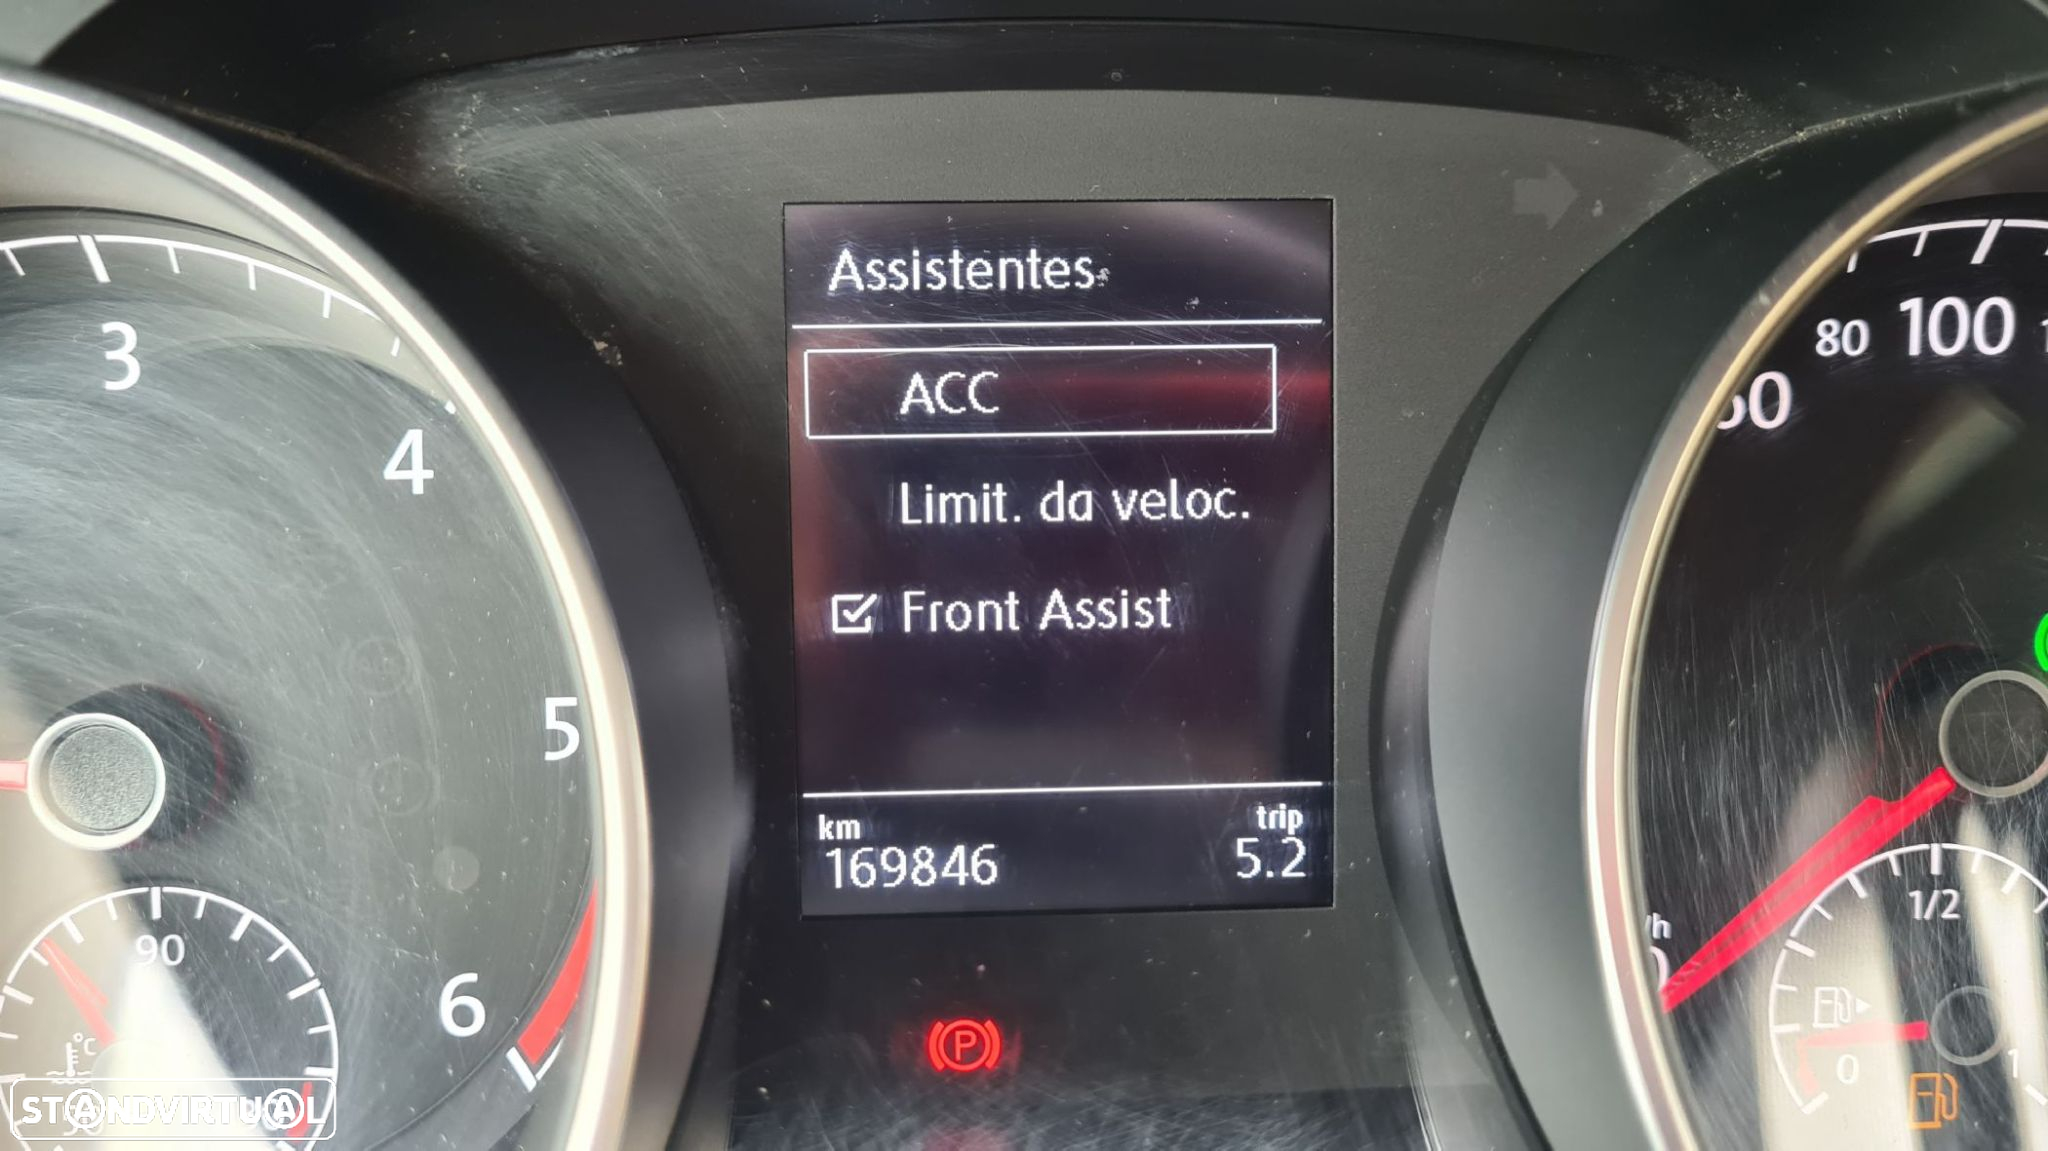 Assistentes
ACC
Limit. da veloc.
Front Assist
km
169846
trip
5.2
3
4
5
6
90
°C
80
100
1/2
0
1
P
STANDVIRTUAL